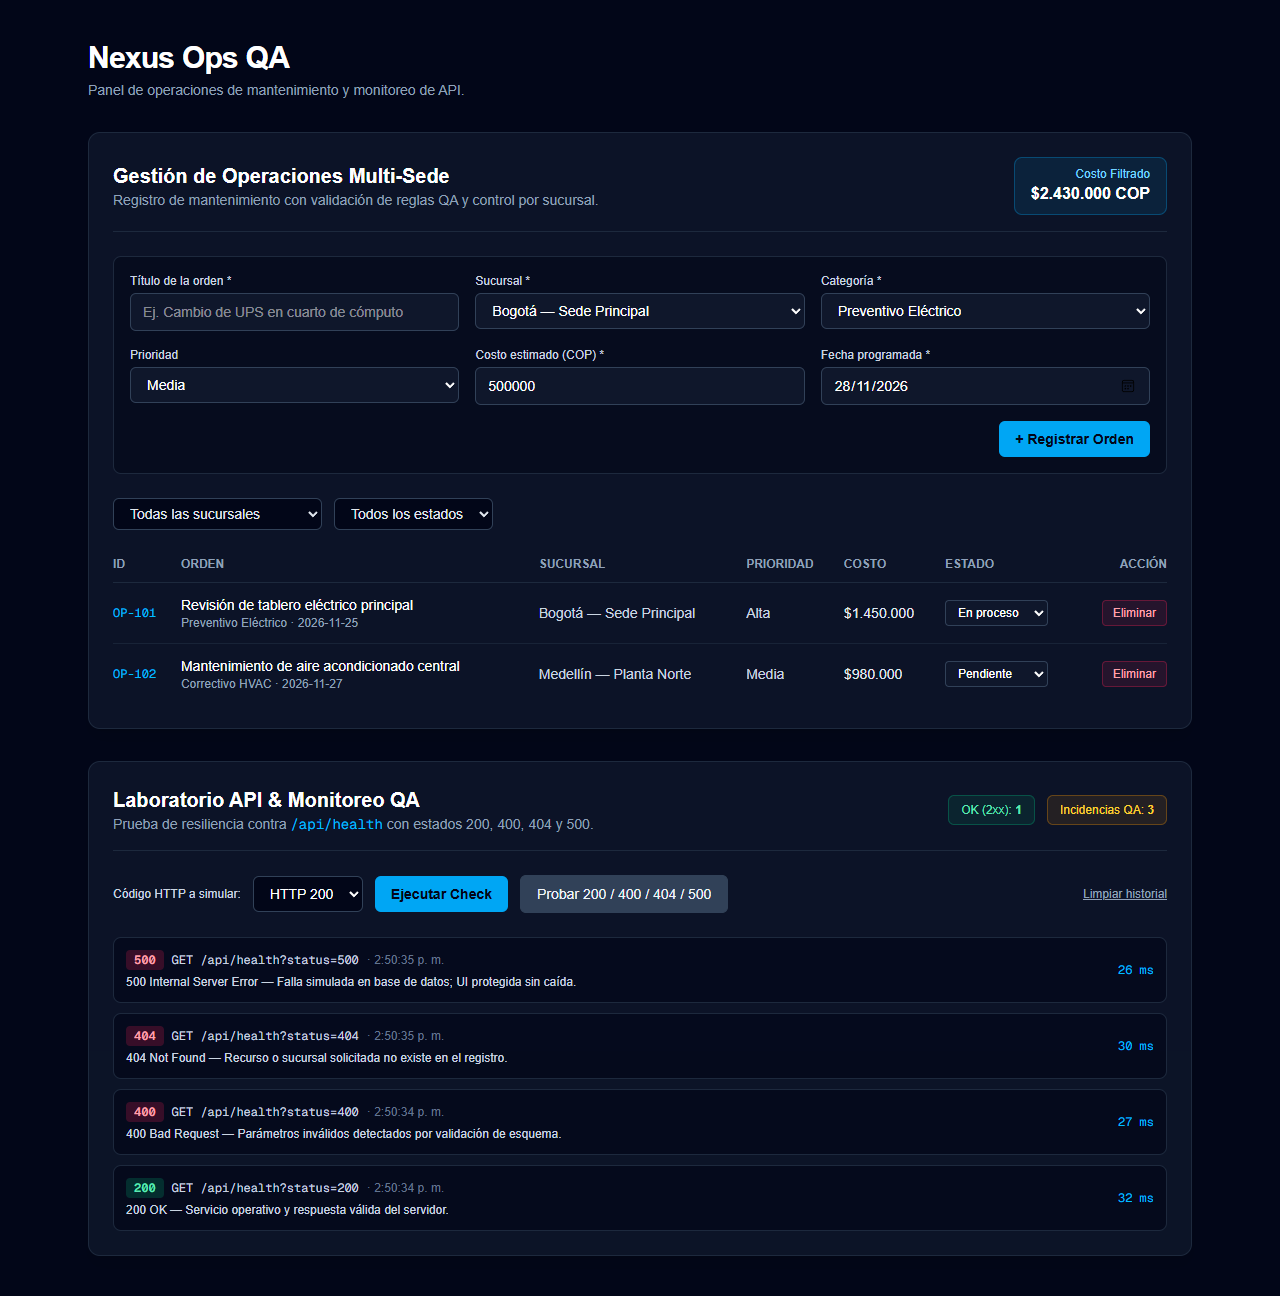 Nexus Ops QA
Panel de operaciones de mantenimiento y monitoreo de API.
Gestión de Operaciones Multi-Sede
Registro de mantenimiento con validación de reglas QA y control por sucursal.
Costo Filtrado
$2.430.000 COP
Título de la orden * Sucursal * Categoría *
Ej. Cambio de UPS en cuarto de cómputo Bogotá — Sede Principal Preventivo Eléctrico
Prioridad Costo estimado (COP) * Fecha programada *
Media 500000 28/11/2026
+ Registrar Orden
Todas las sucursales Todos los estados
ID ORDEN SUCURSAL PRIORIDAD COSTO ESTADO ACCIÓN
OP-101 Revisión de tablero eléctrico principal Bogotá — Sede Principal Alta $1.450.000 En proceso Eliminar
Preventivo Eléctrico · 2026-11-25
OP-102 Mantenimiento de aire acondicionado central Medellín — Planta Norte Media $980.000 Pendiente Eliminar
Correctivo HVAC · 2026-11-27
Laboratorio API & Monitoreo QA
Prueba de resiliencia contra /api/health con estados 200, 400, 404 y 500.
OK (2xx): 1 Incidencias QA: 3
Código HTTP a simular: HTTP 200 Ejecutar Check Probar 200 / 400 / 404 / 500 Limpiar historial
500 GET /api/health?status=500 · 2:50:35 p. m.
500 Internal Server Error — Falla simulada en base de datos; UI protegida sin caída.
26 ms
404 GET /api/health?status=404 · 2:50:35 p. m.
404 Not Found — Recurso o sucursal solicitada no existe en el registro.
30 ms
400 GET /api/health?status=400 · 2:50:34 p. m.
400 Bad Request — Parámetros inválidos detectados por validación de esquema.
27 ms
200 GET /api/health?status=200 · 2:50:34 p. m.
200 OK — Servicio operativo y respuesta válida del servidor.
32 ms